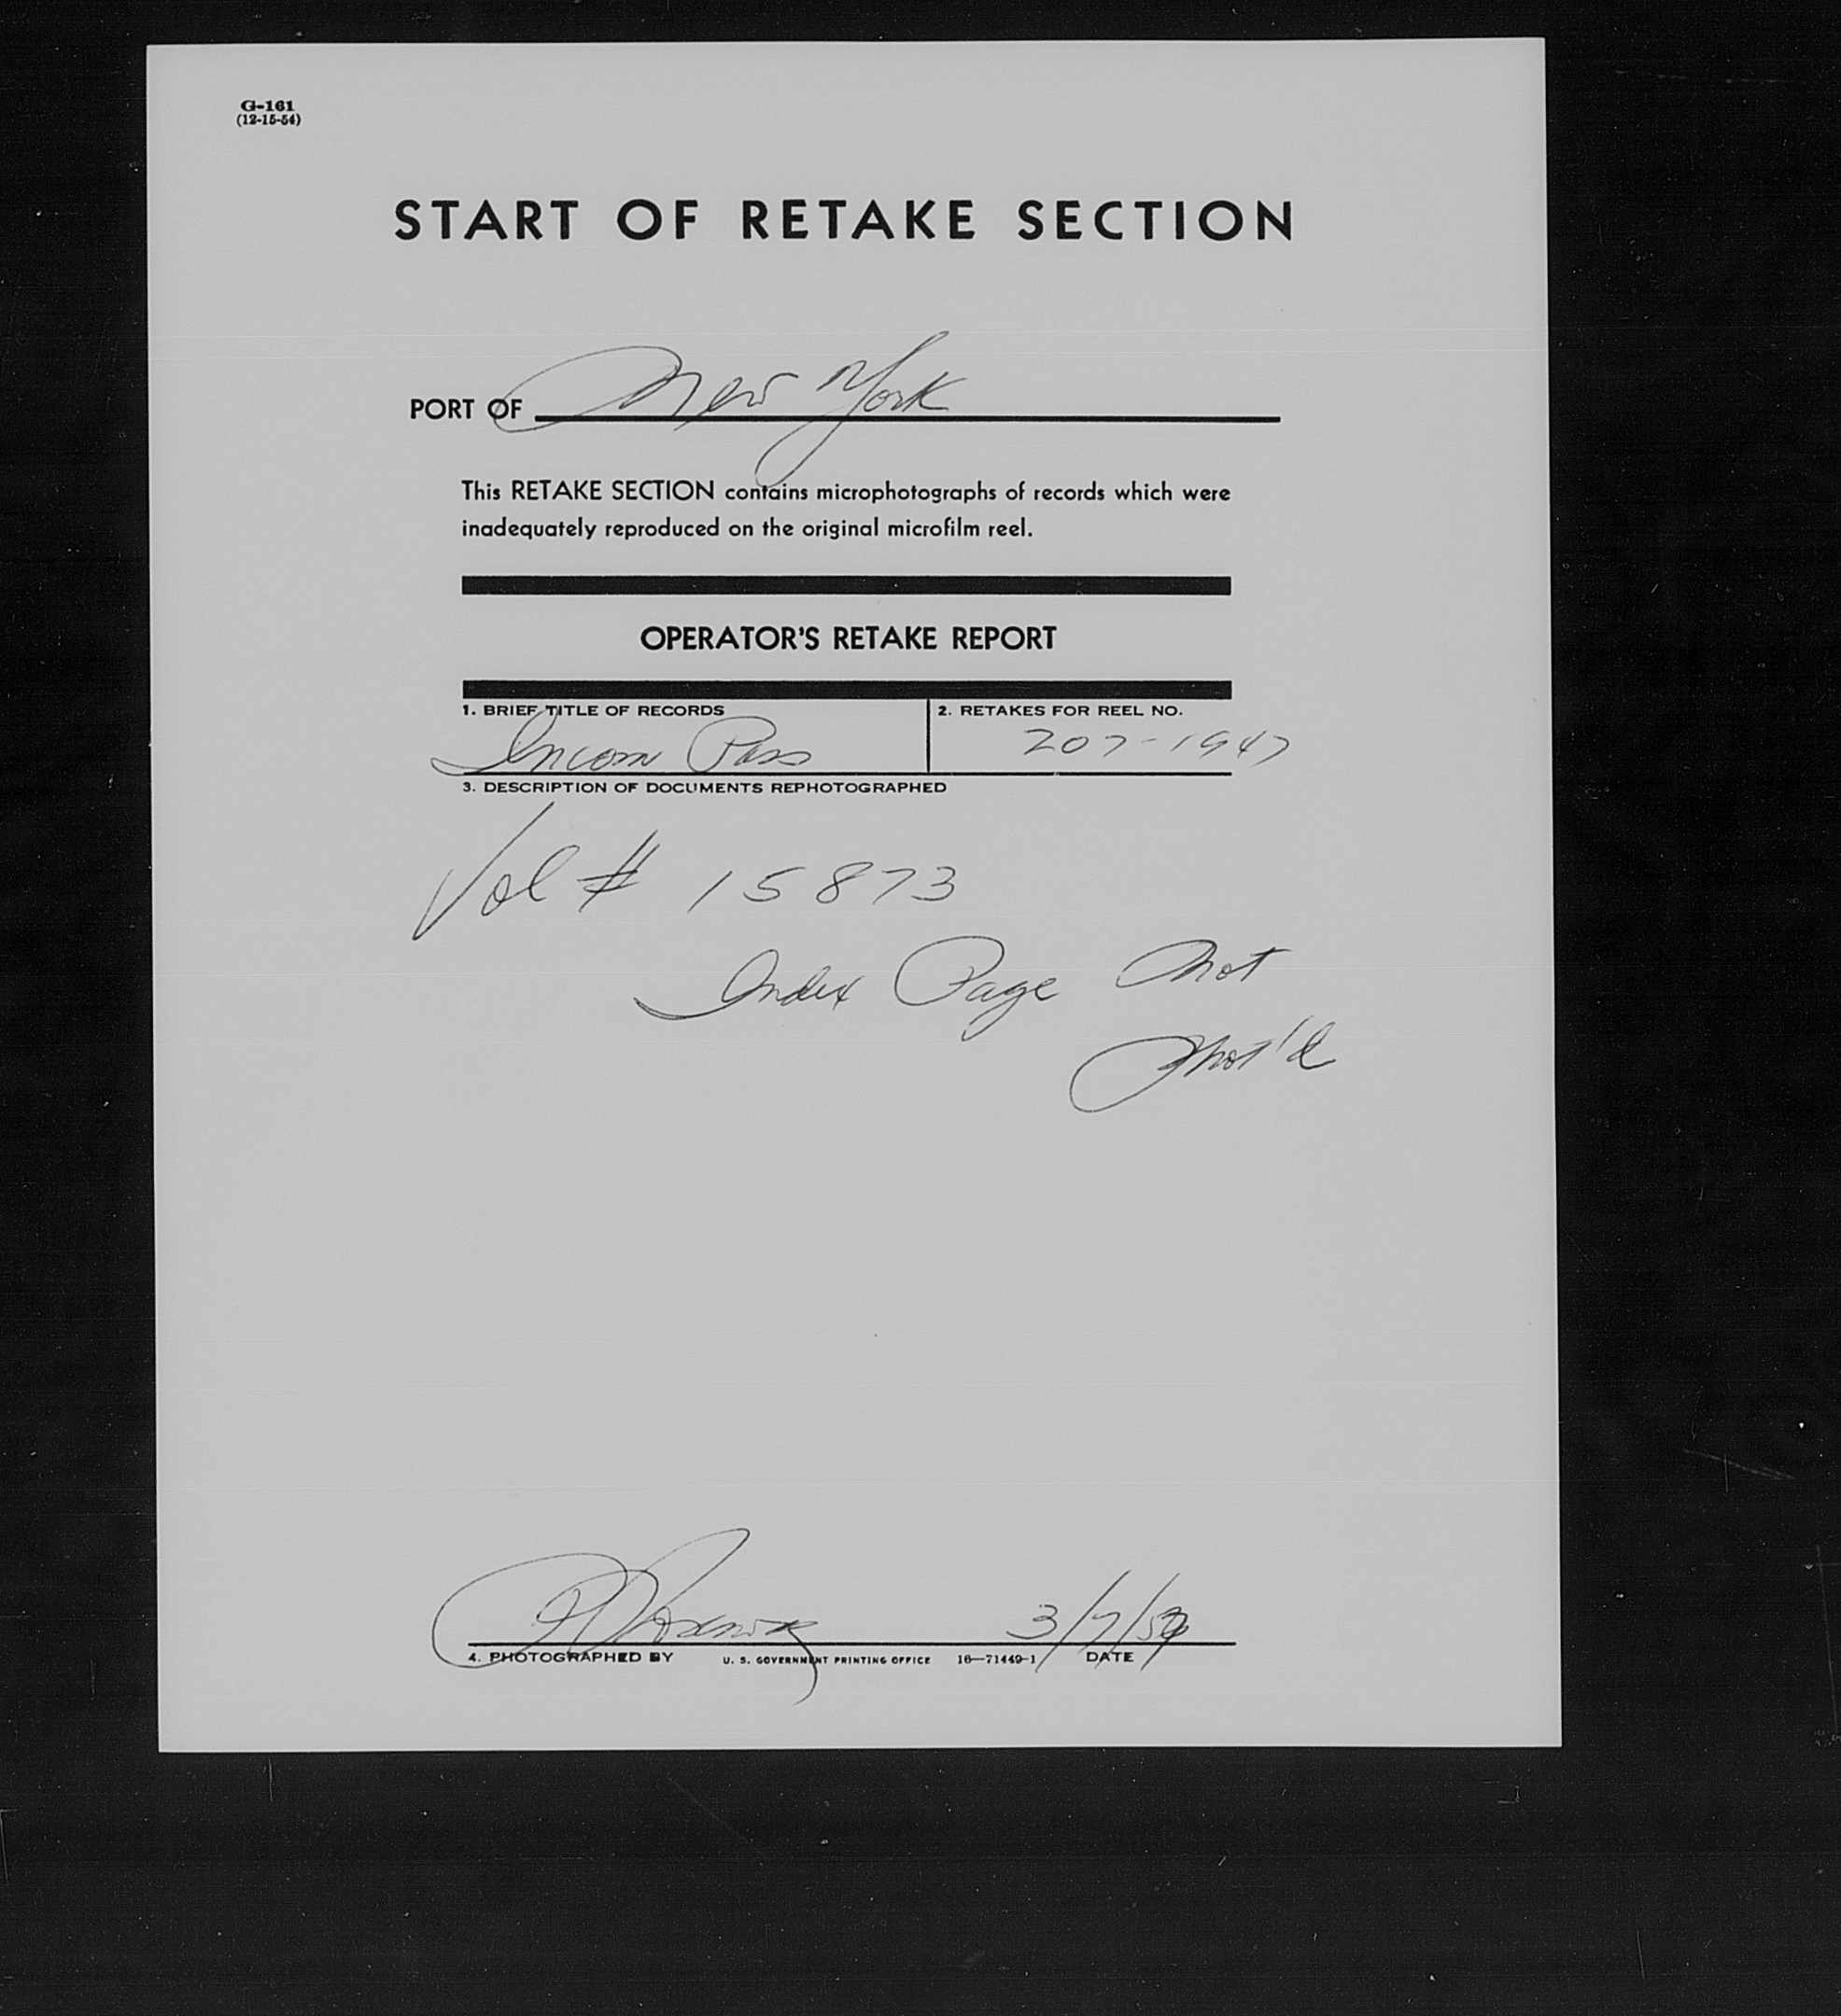 G-161
(12-15-54)
START OF RETAKE SECTION
PORT OF New York
This RETAKE SECTION contains microphotographs of records which were
inadequately reproduced on the original microfilm reel.
OPERATOR'S RETAKE REPORT
1. BRIEF TITLE OF RECORDS 2. RETAKES FOR REEL NO.
Incom Pass 207-1947
3. DESCRIPTION OF DOCUMENTS REPHOTOGRAPHED
Vol # 15873
Index Page Not
Phot'd
3/7/
4. PHOTOGRAPHED BY U. S. GOVERNMENT PRINTING OFFICE 16—71449-1 DATE